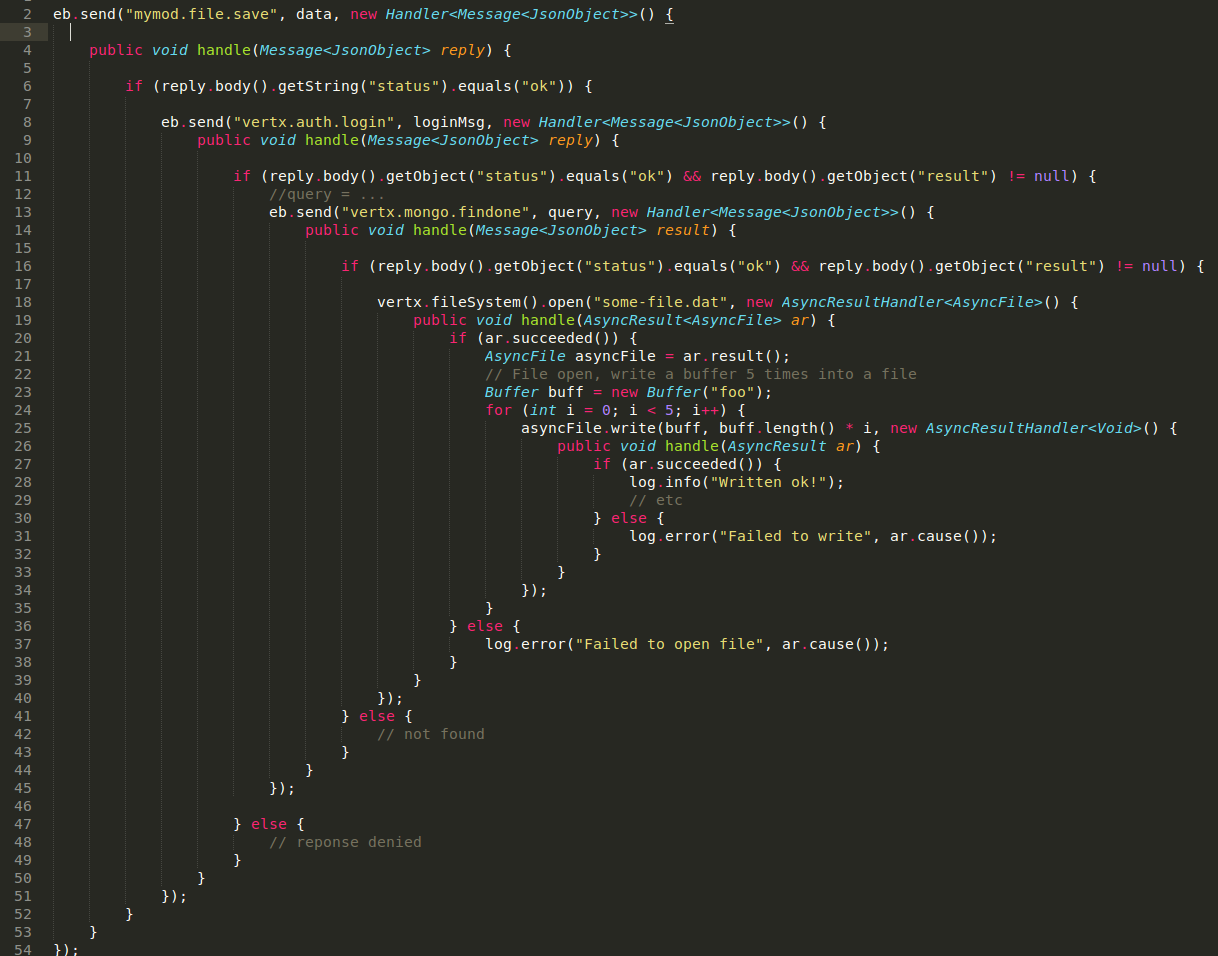 2 eb.send("mymod.file.save", data, new Handler<Message<JsonObject>>() {
3
4     public void handle(Message<JsonObject> reply) {
5
6         if (reply.body().getString("status").equals("ok")) {
7
8             eb.send("vertx.auth.login", loginMsg, new Handler<Message<JsonObject>>() {
9                 public void handle(Message<JsonObject> reply) {
10
11                     if (reply.body().getObject("status").equals("ok") && reply.body().getObject("result") != null) {
12                         //query = ...
13                         eb.send("vertx.mongo.findone", query, new Handler<Message<JsonObject>>() {
14                             public void handle(Message<JsonObject> result) {
15
16                                 if (reply.body().getObject("status").equals("ok") && reply.body().getObject("result") != null) {
17
18                                     vertx.fileSystem().open("some-file.dat", new AsyncResultHandler<AsyncFile>() {
19                                         public void handle(AsyncResult<AsyncFile> ar) {
20                                             if (ar.succeeded()) {
21                                                 AsyncFile asyncFile = ar.result();
22                                                 // File open, write a buffer 5 times into a file
23                                                 Buffer buff = new Buffer("foo");
24                                                 for (int i = 0; i < 5; i++) {
25                                                     asyncFile.write(buff, buff.length() * i, new AsyncResultHandler<Void>() {
26                                                         public void handle(AsyncResult ar) {
27                                                             if (ar.succeeded()) {
28                                                                 log.info("Written ok!");
29                                                                 // etc
30                                                             } else {
31                                                                 log.error("Failed to write", ar.cause());
32                                                             }
33                                                         }
34                                                     });
35                                                 }
36                                             } else {
37                                                 log.error("Failed to open file", ar.cause());
38                                             }
39                                         }
40                                     });
41                                 } else {
42                                     // not found
43                                 }
44                             }
45                         });
46
47                     } else {
48                         // reponse denied
49                     }
50                 }
51             });
52         }
53     }
54 });